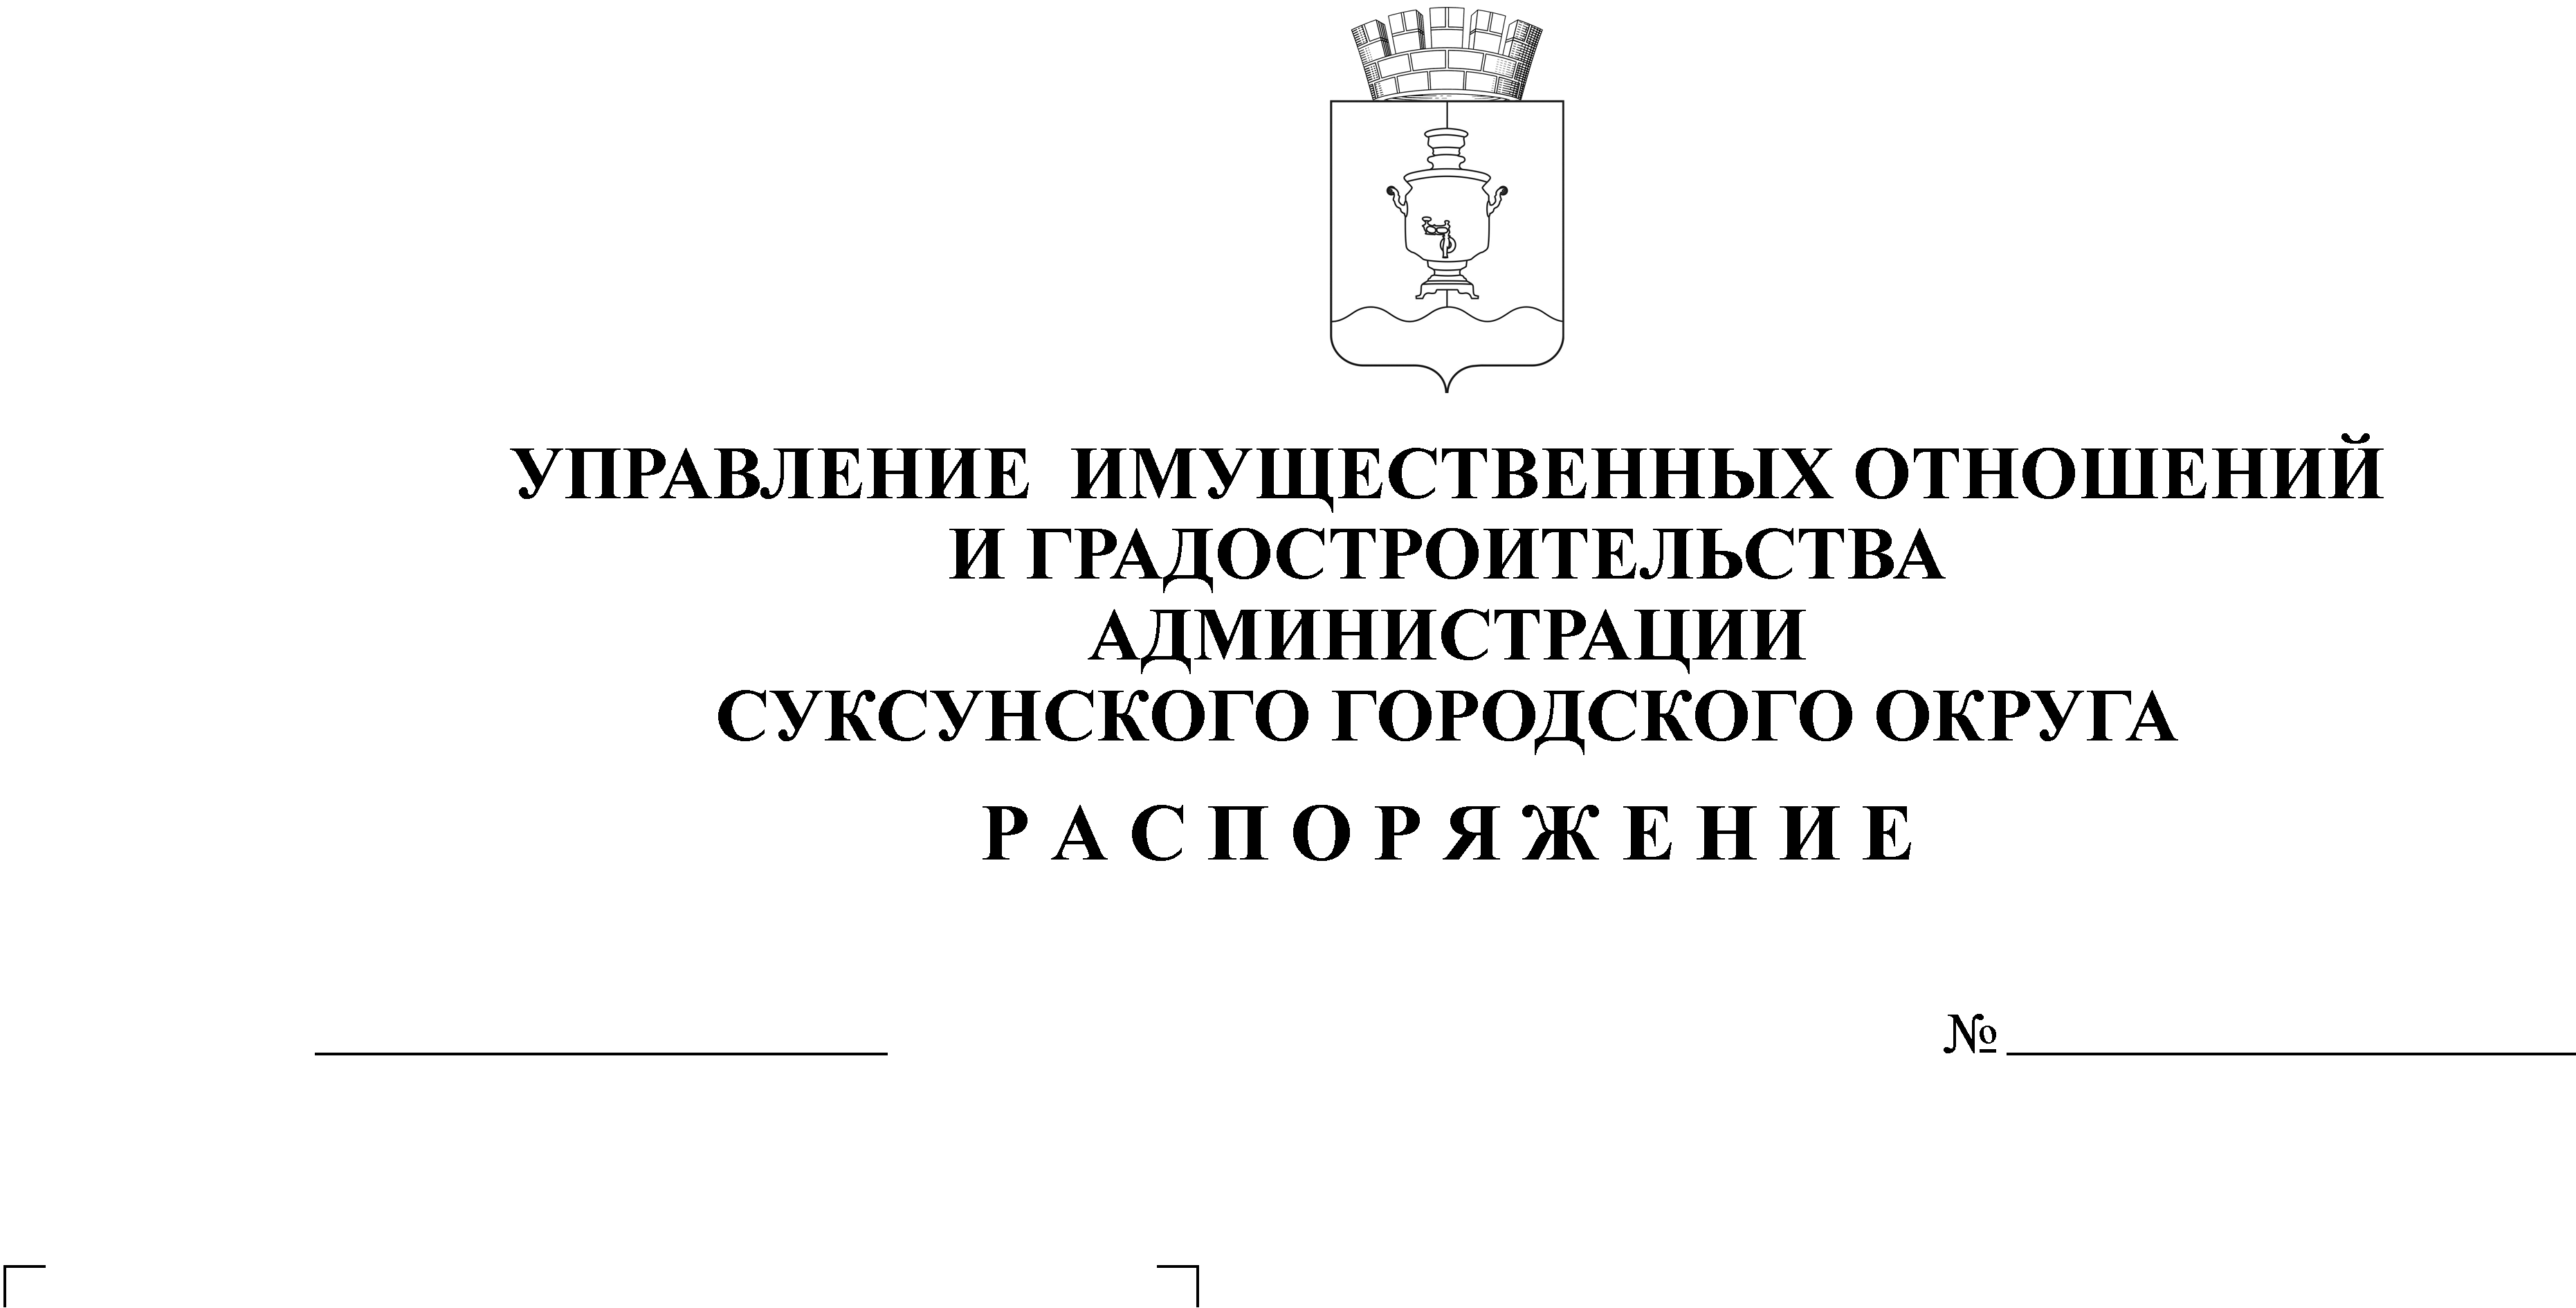 УПРАВЛЕНИЕ  ИМУЩЕСТВЕННЫХ ОТНОШЕНИЙ
И ГРАДОСТРОИТЕЛЬСТВА
АДМИНИСТРАЦИИ
СУКСУНСКОГО ГОРОДСКОГО ОКРУГА
Р А С П О Р Я Ж Е Н И Е
№